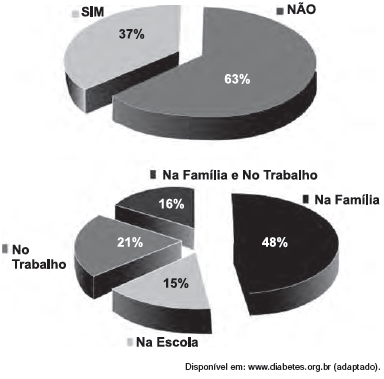 SIM
NÃO
37%
63%
Na Família e No Trabalho
Na Família
16%
No
Trabalho
21%
48%
15%
Na Escola
Disponível em: www.diabetes.org.br (adaptado).